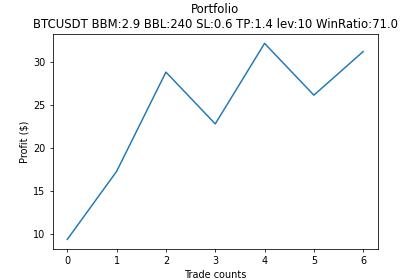 Portfolio
BTCUSDT BBM:2.9 BBL:240 SL:0.6 TP:1.4 lev:10 WinRatio:71.0
30
25
20
15
10
Profit ($)
0 1 2 3 4 5 6
Trade counts